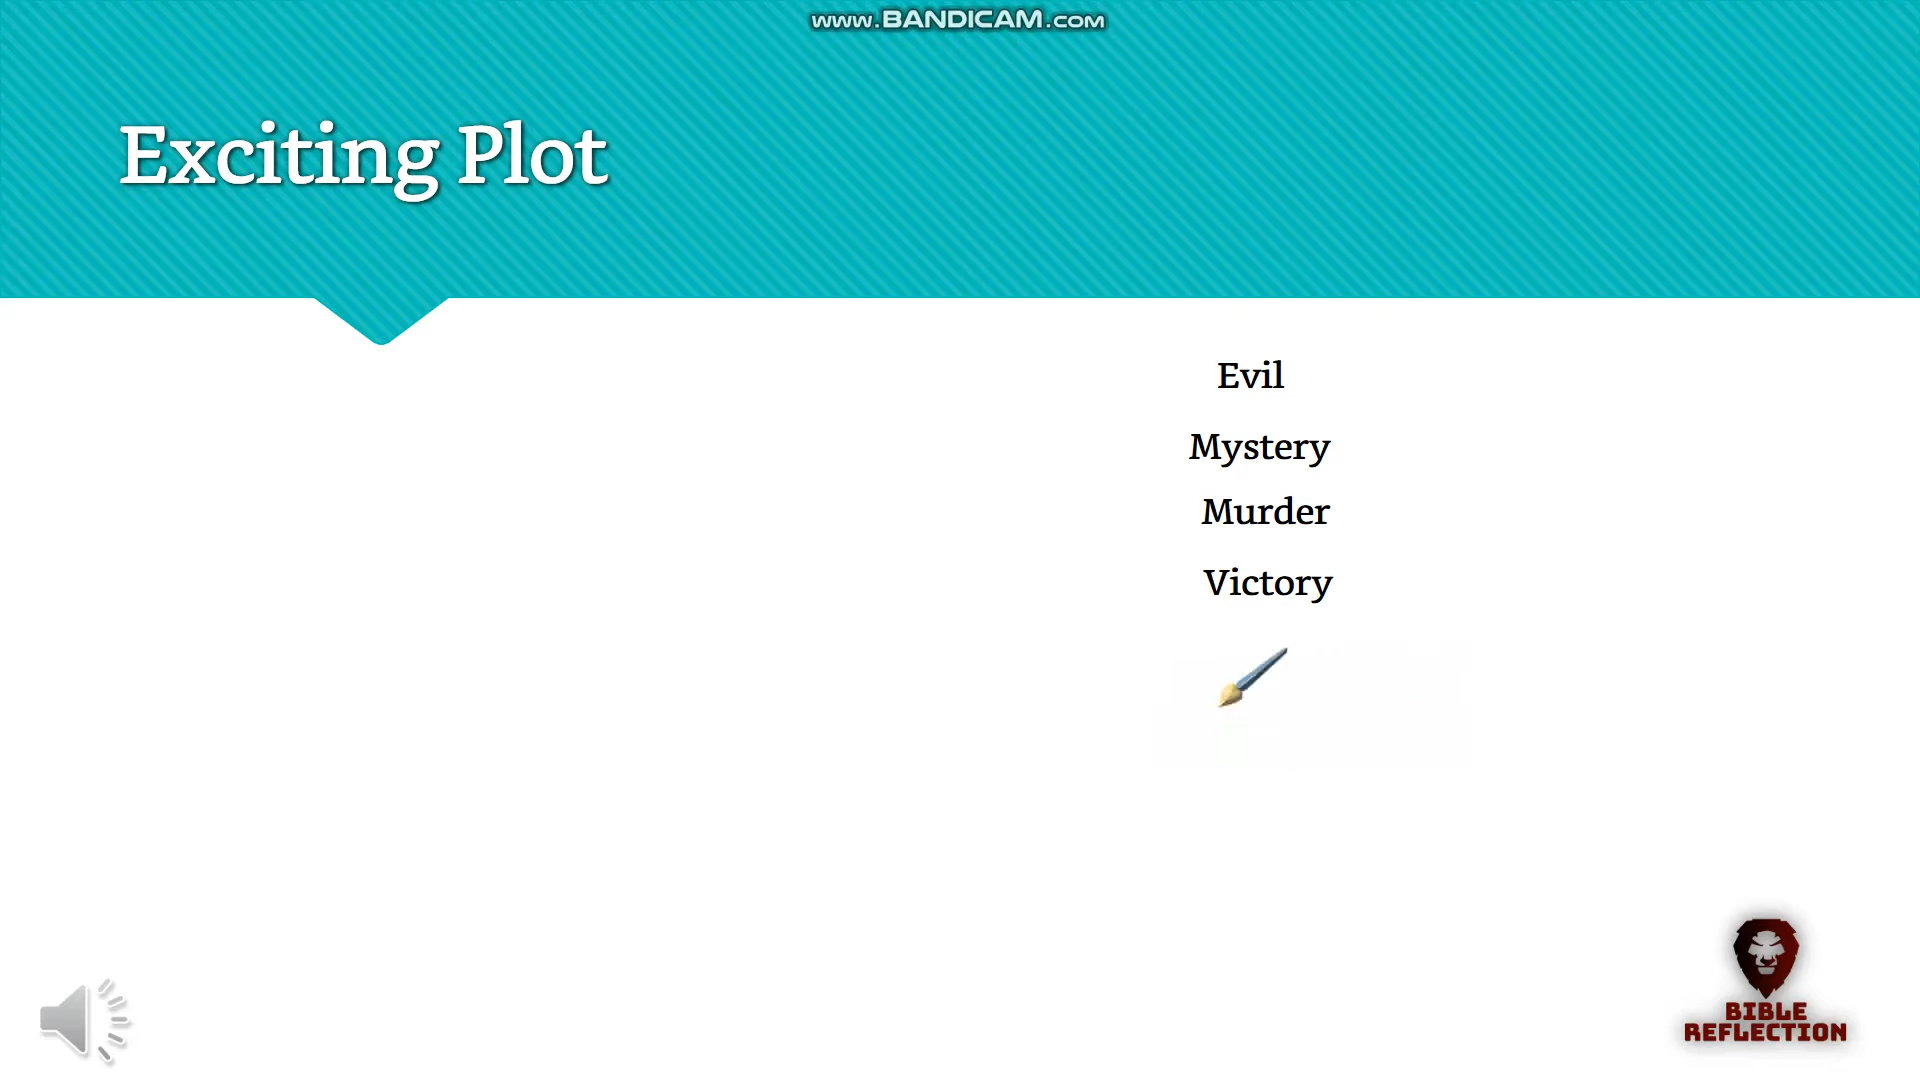 www.BANDICAM.com
Exciting Plot
Evil
Mystery
Murder
Victory
BIBLE
REFLECTION